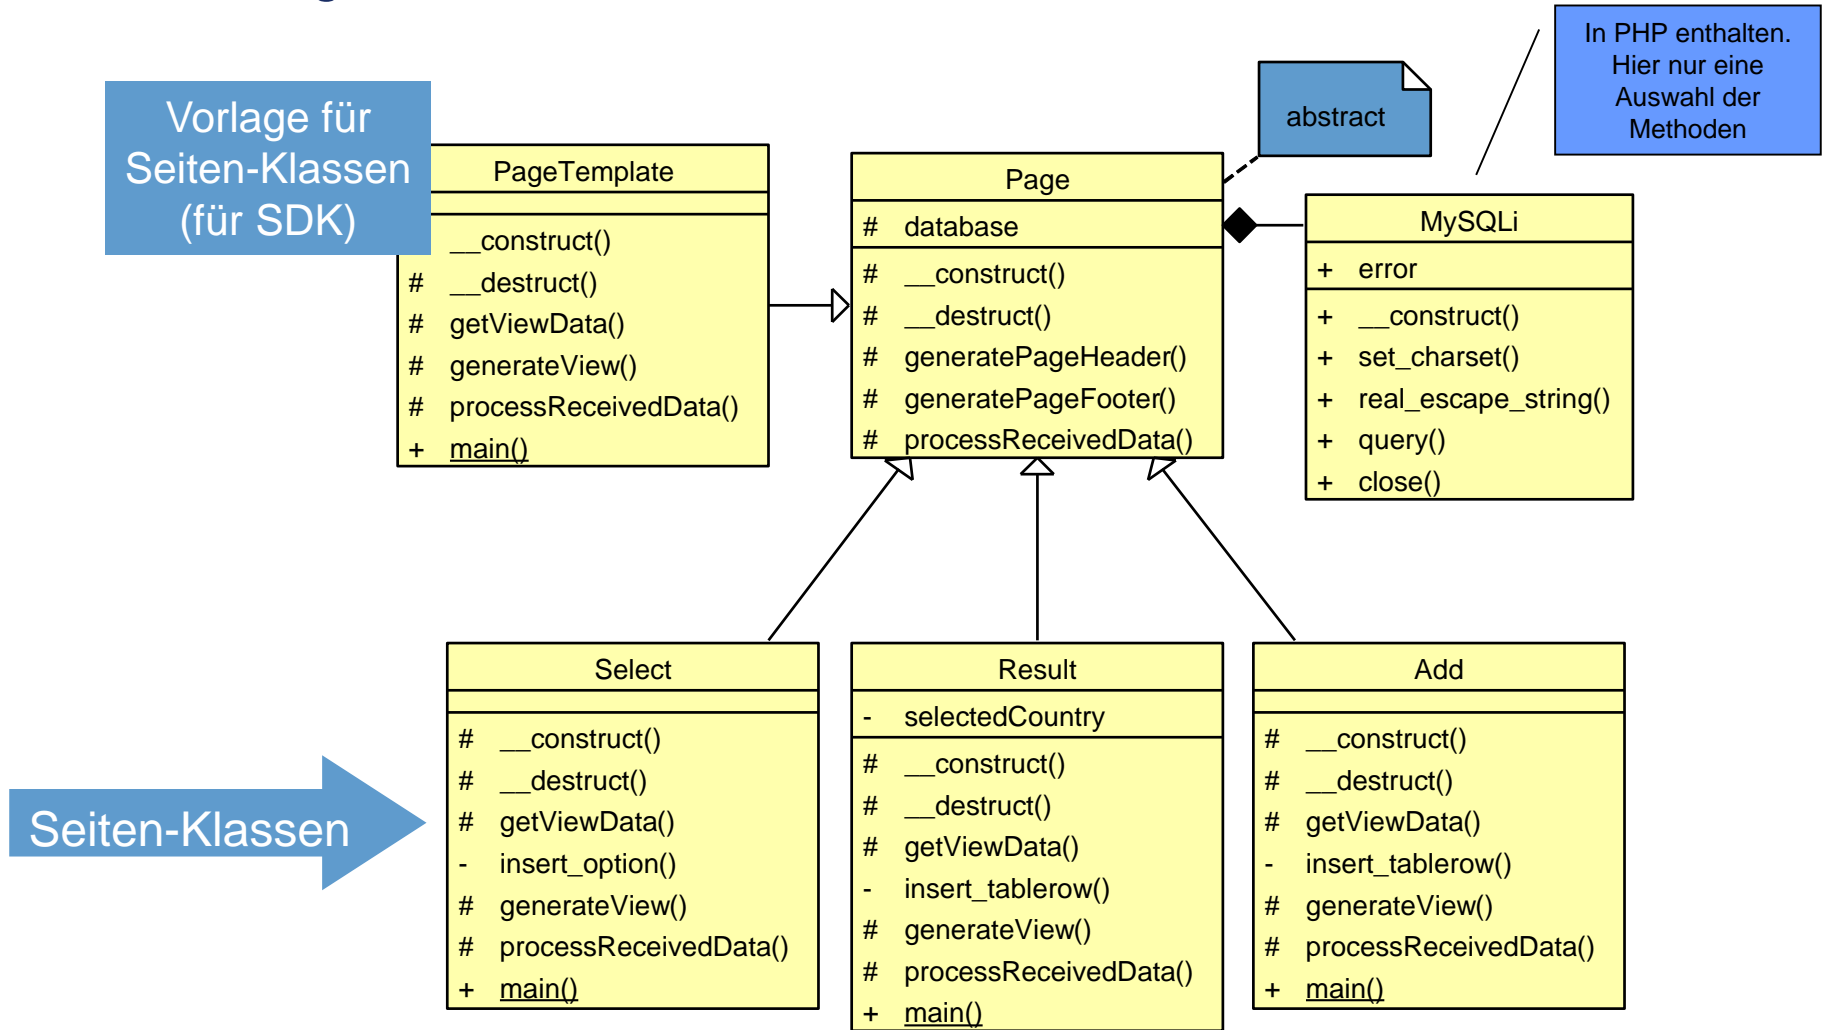 In PHP enthalten.
Hier nur eine
Auswahl der
Methoden
abstract
Vorlage für
Seiten-Klassen
(für SDK)
PageTemplate
__construct()
# __destruct()
# getViewData()
# generateView()
# processReceivedData()
+ main()
Page
# database
# __construct()
# __destruct()
# generatePageHeader()
# generatePageFooter()
# processReceivedData()
MySQLi
+ error
+ __construct()
+ set_charset()
+ real_escape_string()
+ query()
+ close()
Seiten-Klassen
Select
# __construct()
# __destruct()
# getViewData()
- insert_option()
# generateView()
# processReceivedData()
+ main()
Result
- selectedCountry
# __construct()
# __destruct()
# getViewData()
- insert_tablerow()
# generateView()
# processReceivedData()
+ main()
Add
# __construct()
# __destruct()
# getViewData()
- insert_tablerow()
# generateView()
# processReceivedData()
+ main()